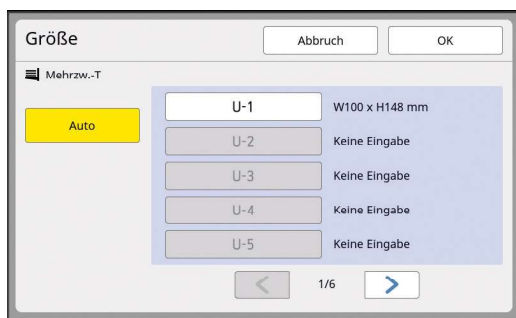 Größe
Abbruch
OK
Mehrzw.-T
Auto
U-1 W100 x H148 mm
U-2 Keine Eingabe
U-3 Keine Eingabe
U-4 Keine Eingabe
U-5 Keine Eingabe
1/6